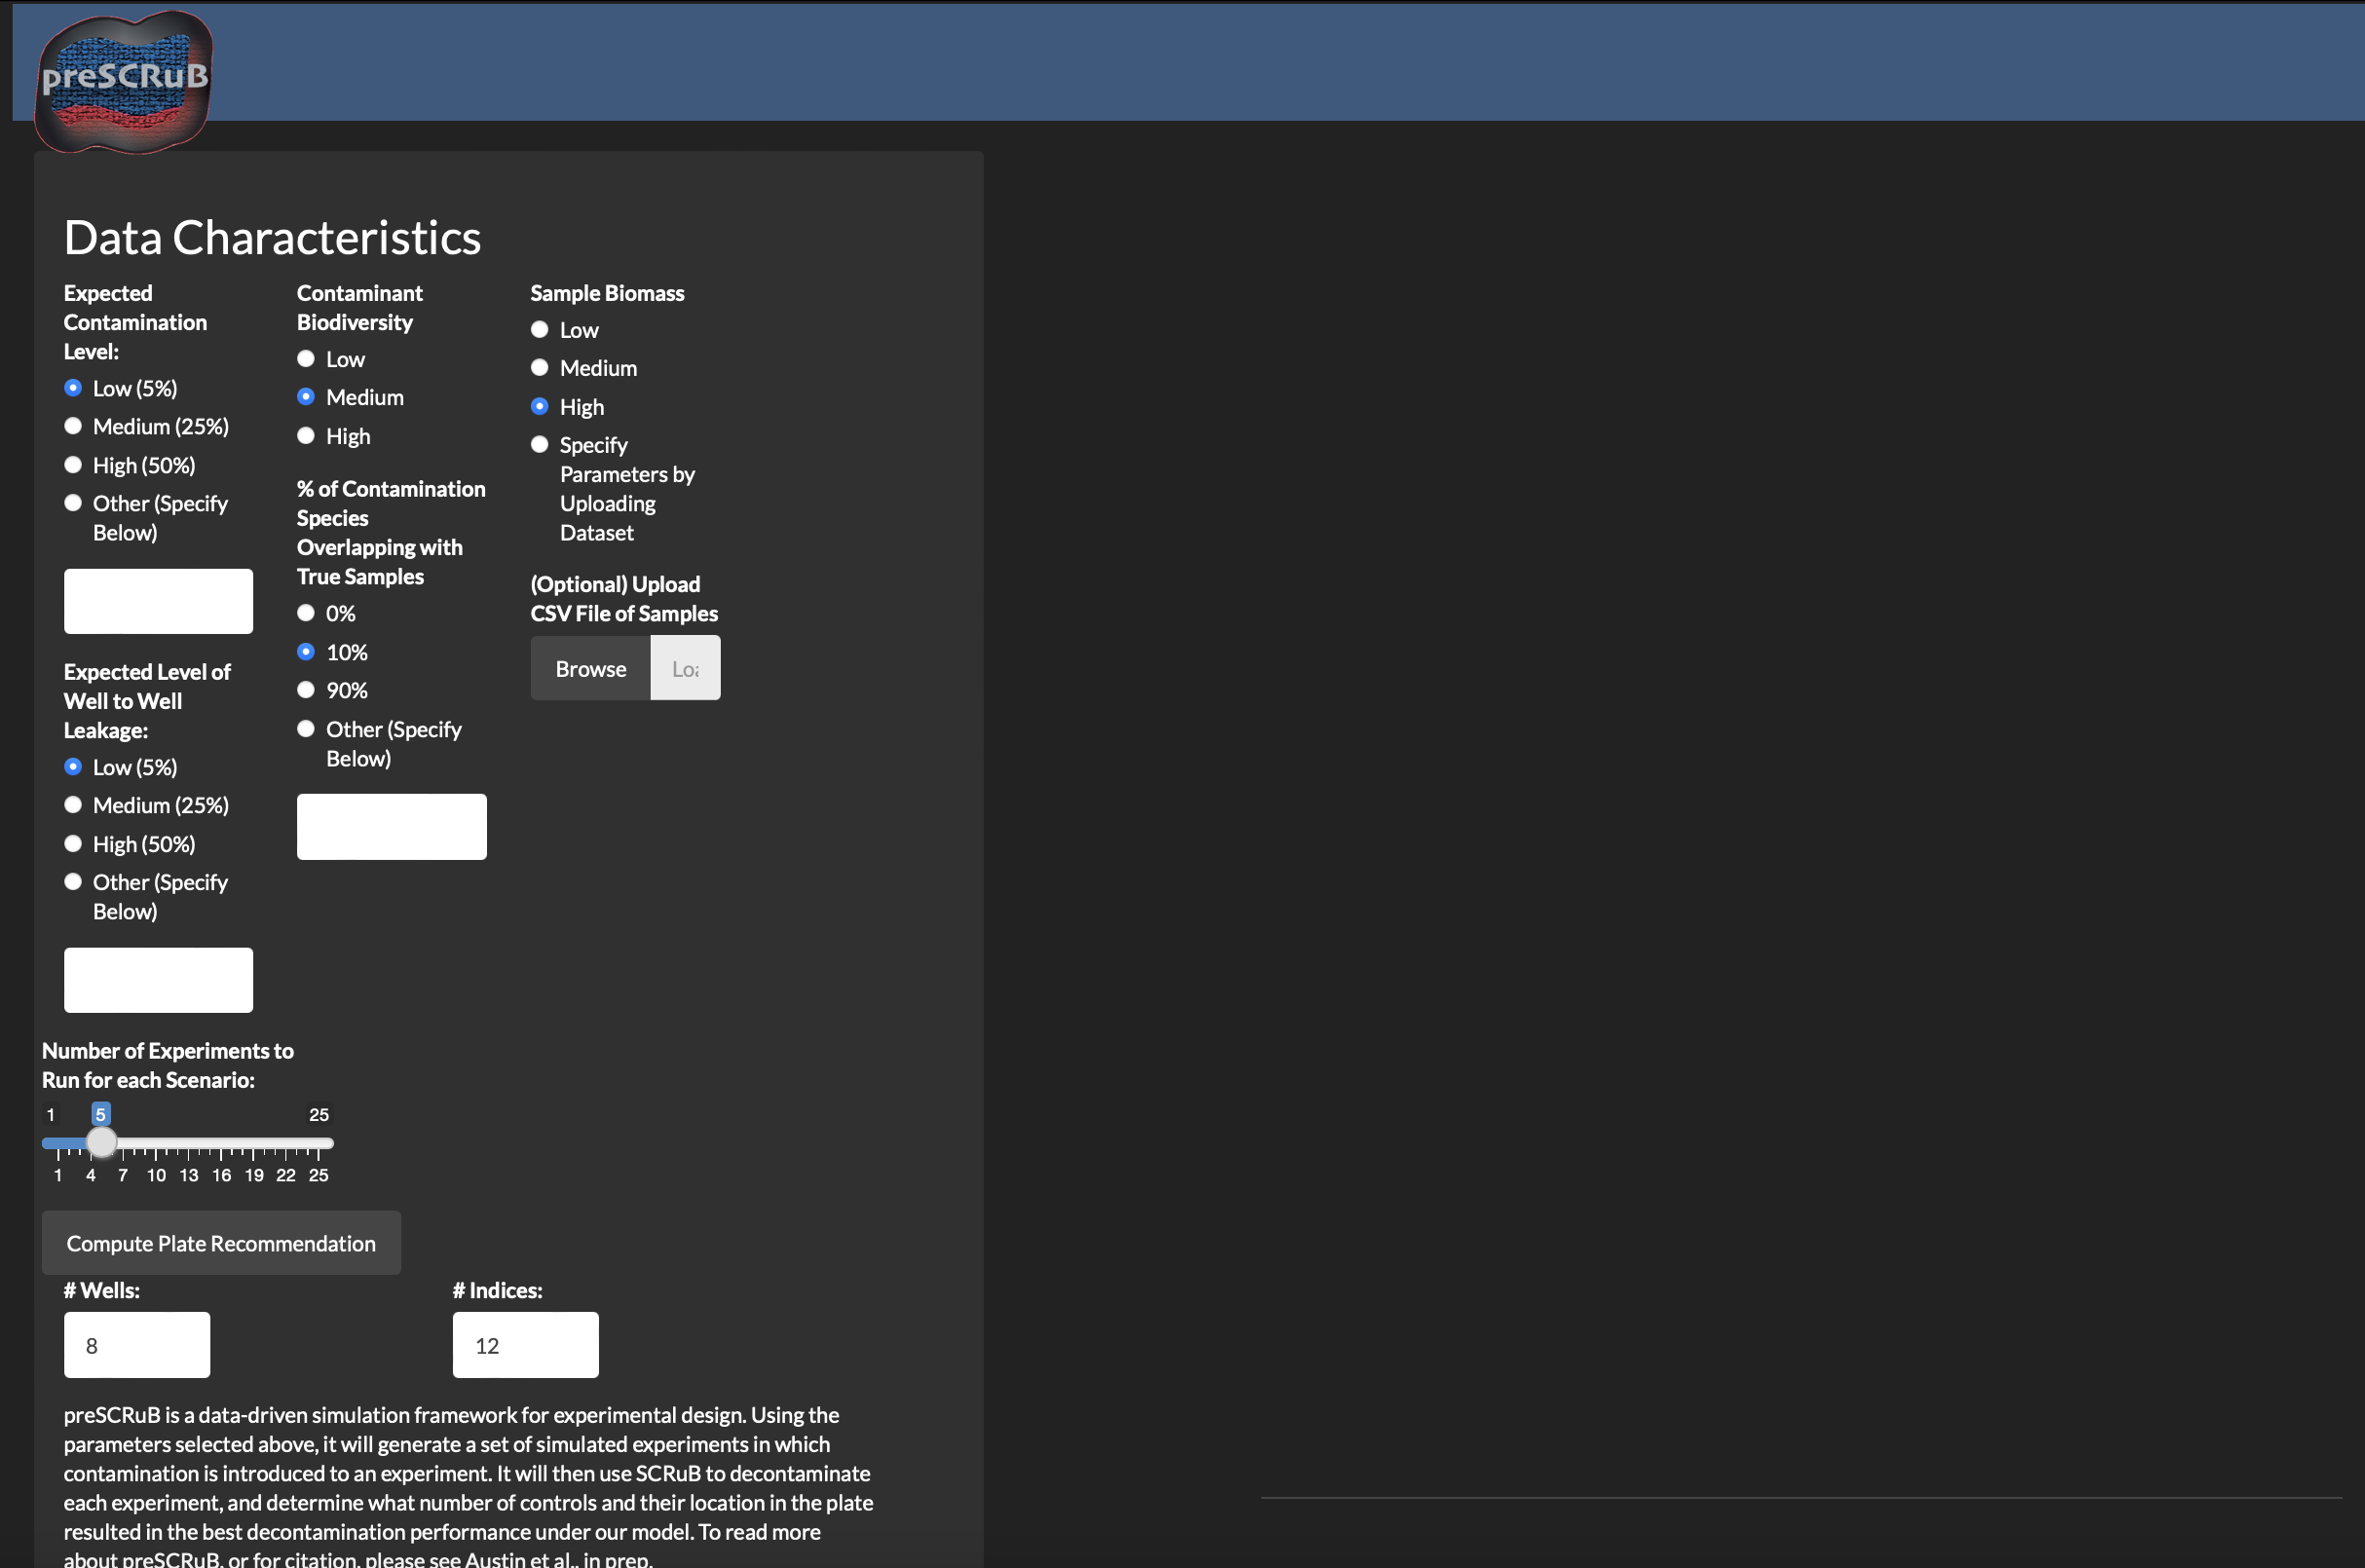 preSCRuB
Data Characteristics
Expected
Contamination
Level:
Low (5%)
Medium (25%)
High (50%)
Other (Specify
Below)
Expected Level of
Well to Well
Leakage:
Low (5%)
Medium (25%)
High (50%)
Other (Specify
Below)
Contaminant
Biodiversity
Low
Medium
High
% of Contamination
Species
Overlapping with
True Samples
0%
10%
90%
Other (Specify
Below)
Sample Biomass
Low
Medium
High
Specify
Parameters by
Uploading
Dataset
(Optional) Upload
CSV File of Samples
Browse
Number of Experiments to
Run for each Scenario:
1 5 25
1 4 7 10 13 16 19 22 25
Compute Plate Recommendation
# Wells: # Indices:
8 12
preSCRuB is a data-driven simulation framework for experimental design. Using the
parameters selected above, it will generate a set of simulated experiments in which
contamination is introduced to an experiment. It will then use SCRuB to decontaminate
each experiment, and determine what number of controls and their location in the plate
resulted in the best decontamination performance under our model. To read more
about preSCRuB, or for citation, please see Austin et al., in prep.